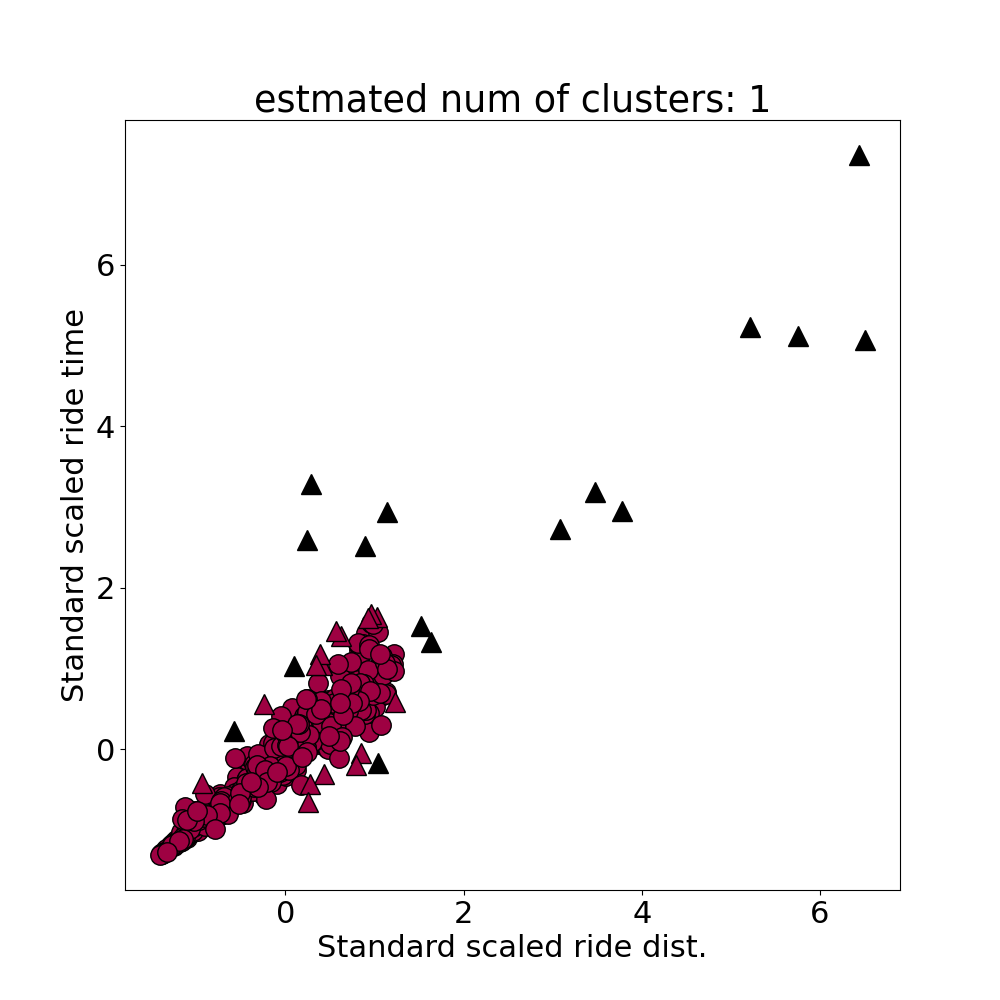 estmated num of clusters: 1
Standard scaled ride time
6
4
2
0
0 2 4 6
Standard scaled ride dist.